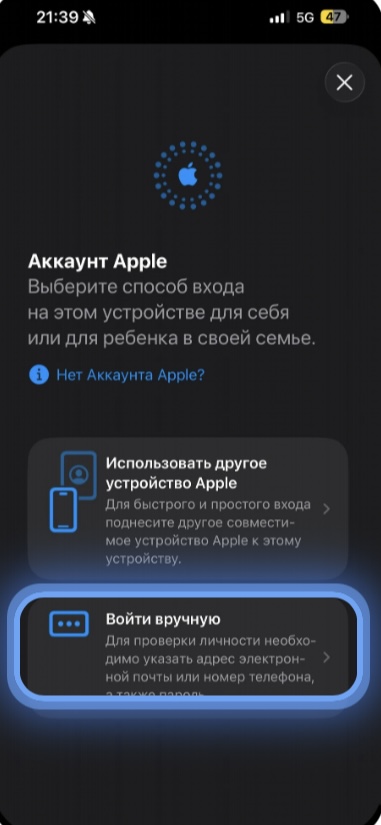 21:39
5G
47
Аккаунт Apple
Выберите способ входа
на этом устройстве для себя
или для ребенка в своей семье.
Нет Аккаунта Apple?
Использовать другое
устройство Apple
Для быстрого и простого входа
поднесите другое совмести-
мое устройство Apple к этому
устройству.
Войти вручную
Для проверки личности необхо-
димо указать адрес электрон-
ной почты или номер телефона,
а также пароль.